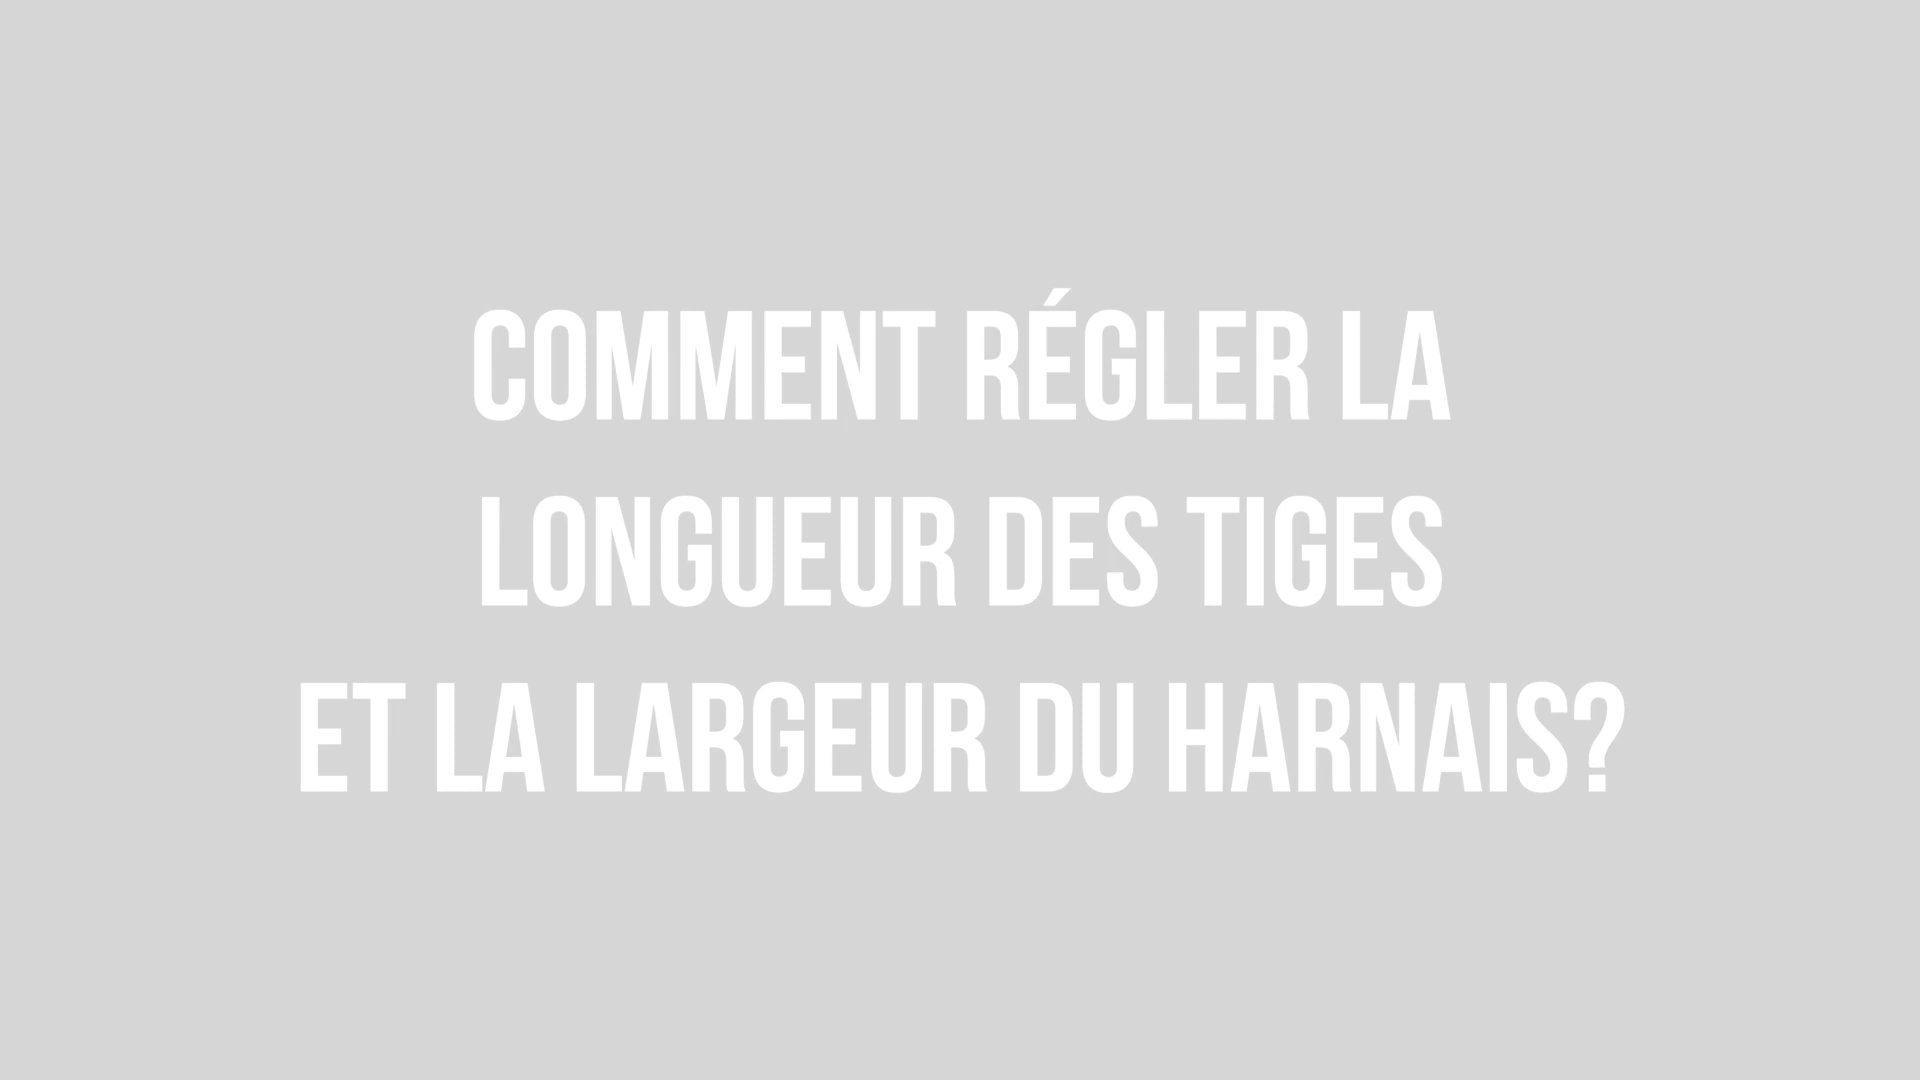 COMMENT RÉGLER LA
LONGUEUR DES TIGES
ET LA LARGEUR DU HARNAIS?